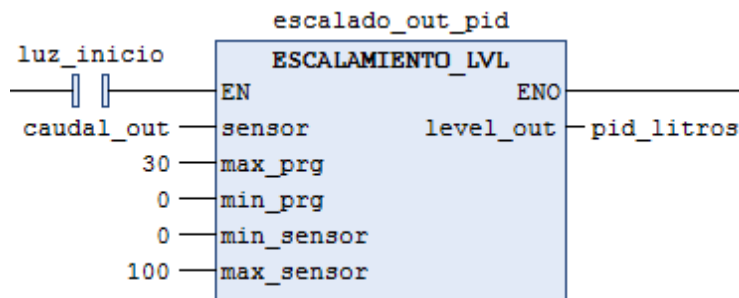 escalado_out_pid
luz_inicio
ESCALAMIENTO_LVL
EN ENO
caudal_out sensor level_out pid_litros
30 max_prg
0 min_prg
0 min_sensor
100 max_sensor